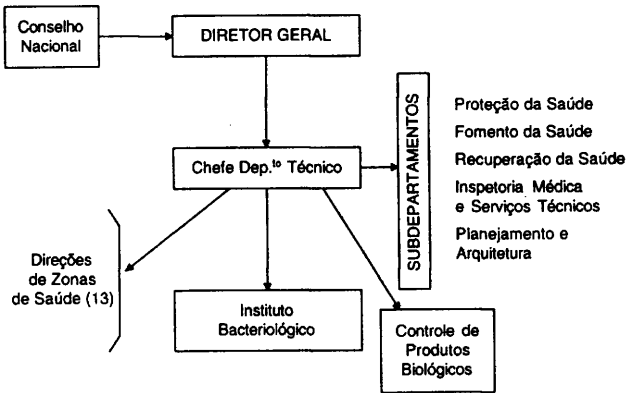 Conselho
Nacional
DIRETOR GERAL
Chefe Dep.to Técnico
SUBDEPARTAMENTOS
Proteção da Saúde
Fomento da Saúde
Recuperação da Saúde
Inspetoria Médica
e Serviços Técnicos
Planejamento e
Arquitetura
Direções
de Zonas
de Saúde (13)
Instituto
Bacteriológico
Controle de
Produtos
Biológicos